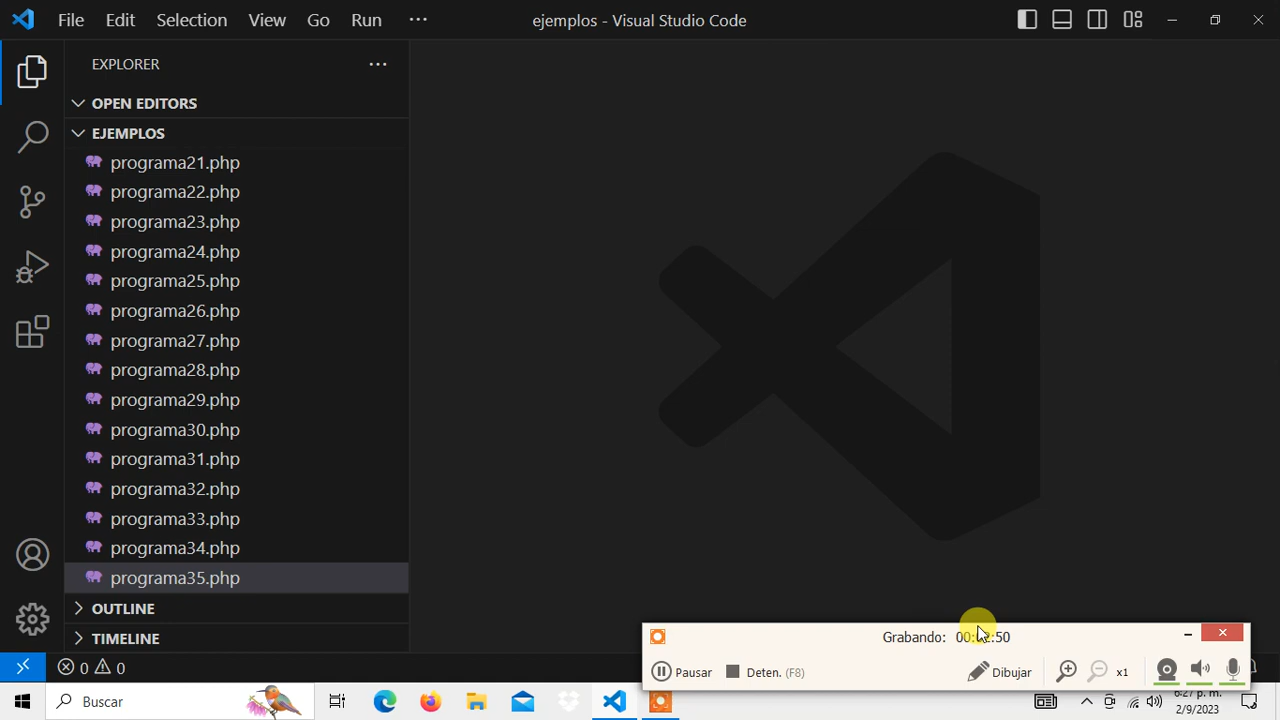 File Edit Selection View Go Run ···
ejemplos - Visual Studio Code
EXPLORER
OPEN EDITORS
EJEMPLOS
programa21.php
programa22.php
programa23.php
programa24.php
programa25.php
programa26.php
programa27.php
programa28.php
programa29.php
programa30.php
programa31.php
programa32.php
programa33.php
programa34.php
programa35.php
OUTLINE
TIMELINE
0 0
Grabando:
Pausar Deten. (F8) Dibujar x1
Buscar
6:27 p. m.
2/9/2023